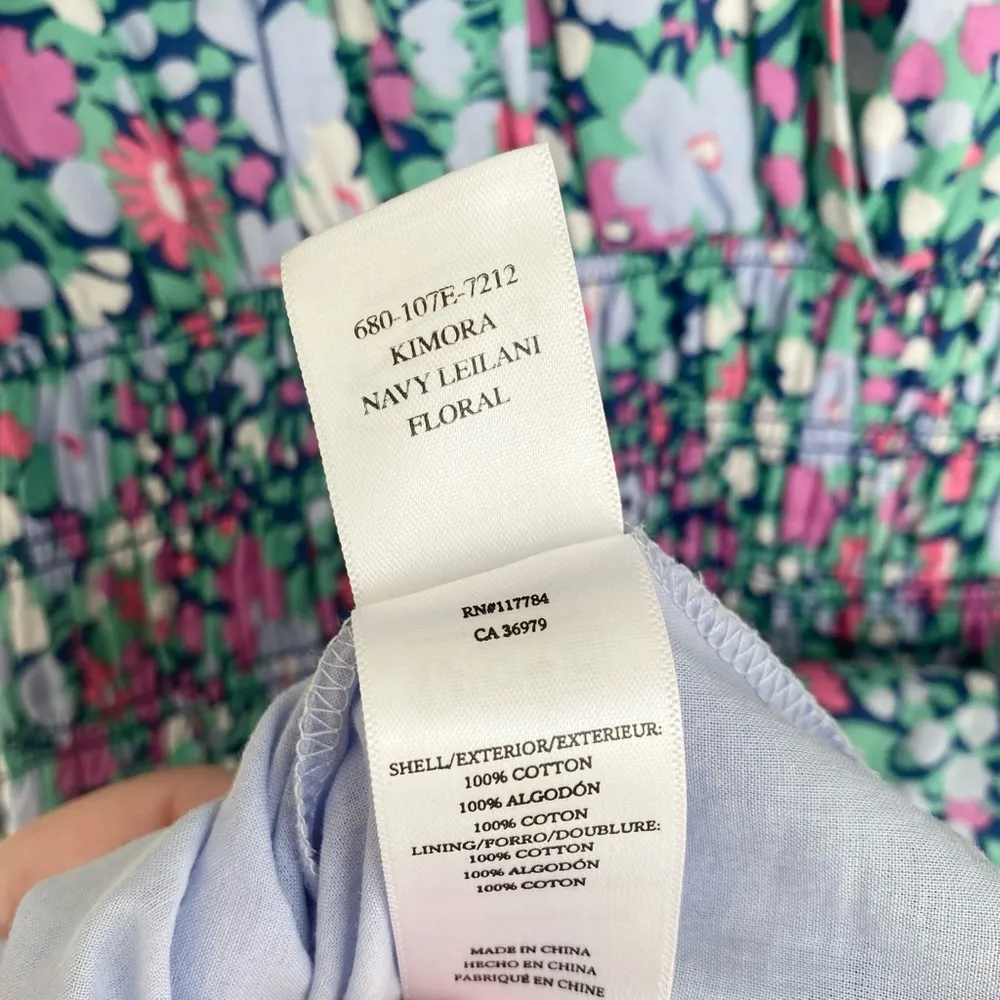 680-107E-7212
KIMORA
NAVY LEILANI
FLORAL
RN#117784
CA 36979
SHELL/EXTERIOR/EXTERIEUR:
100% COTTON
100% ALGODÓN
100% COTON
LINING/FORRO/DOUBLURE:
100% COTTON
100% ALGODÓN
100% COTON
MADE IN CHINA
HECHO EN CHINA
FABRIQUÉ EN CHINE